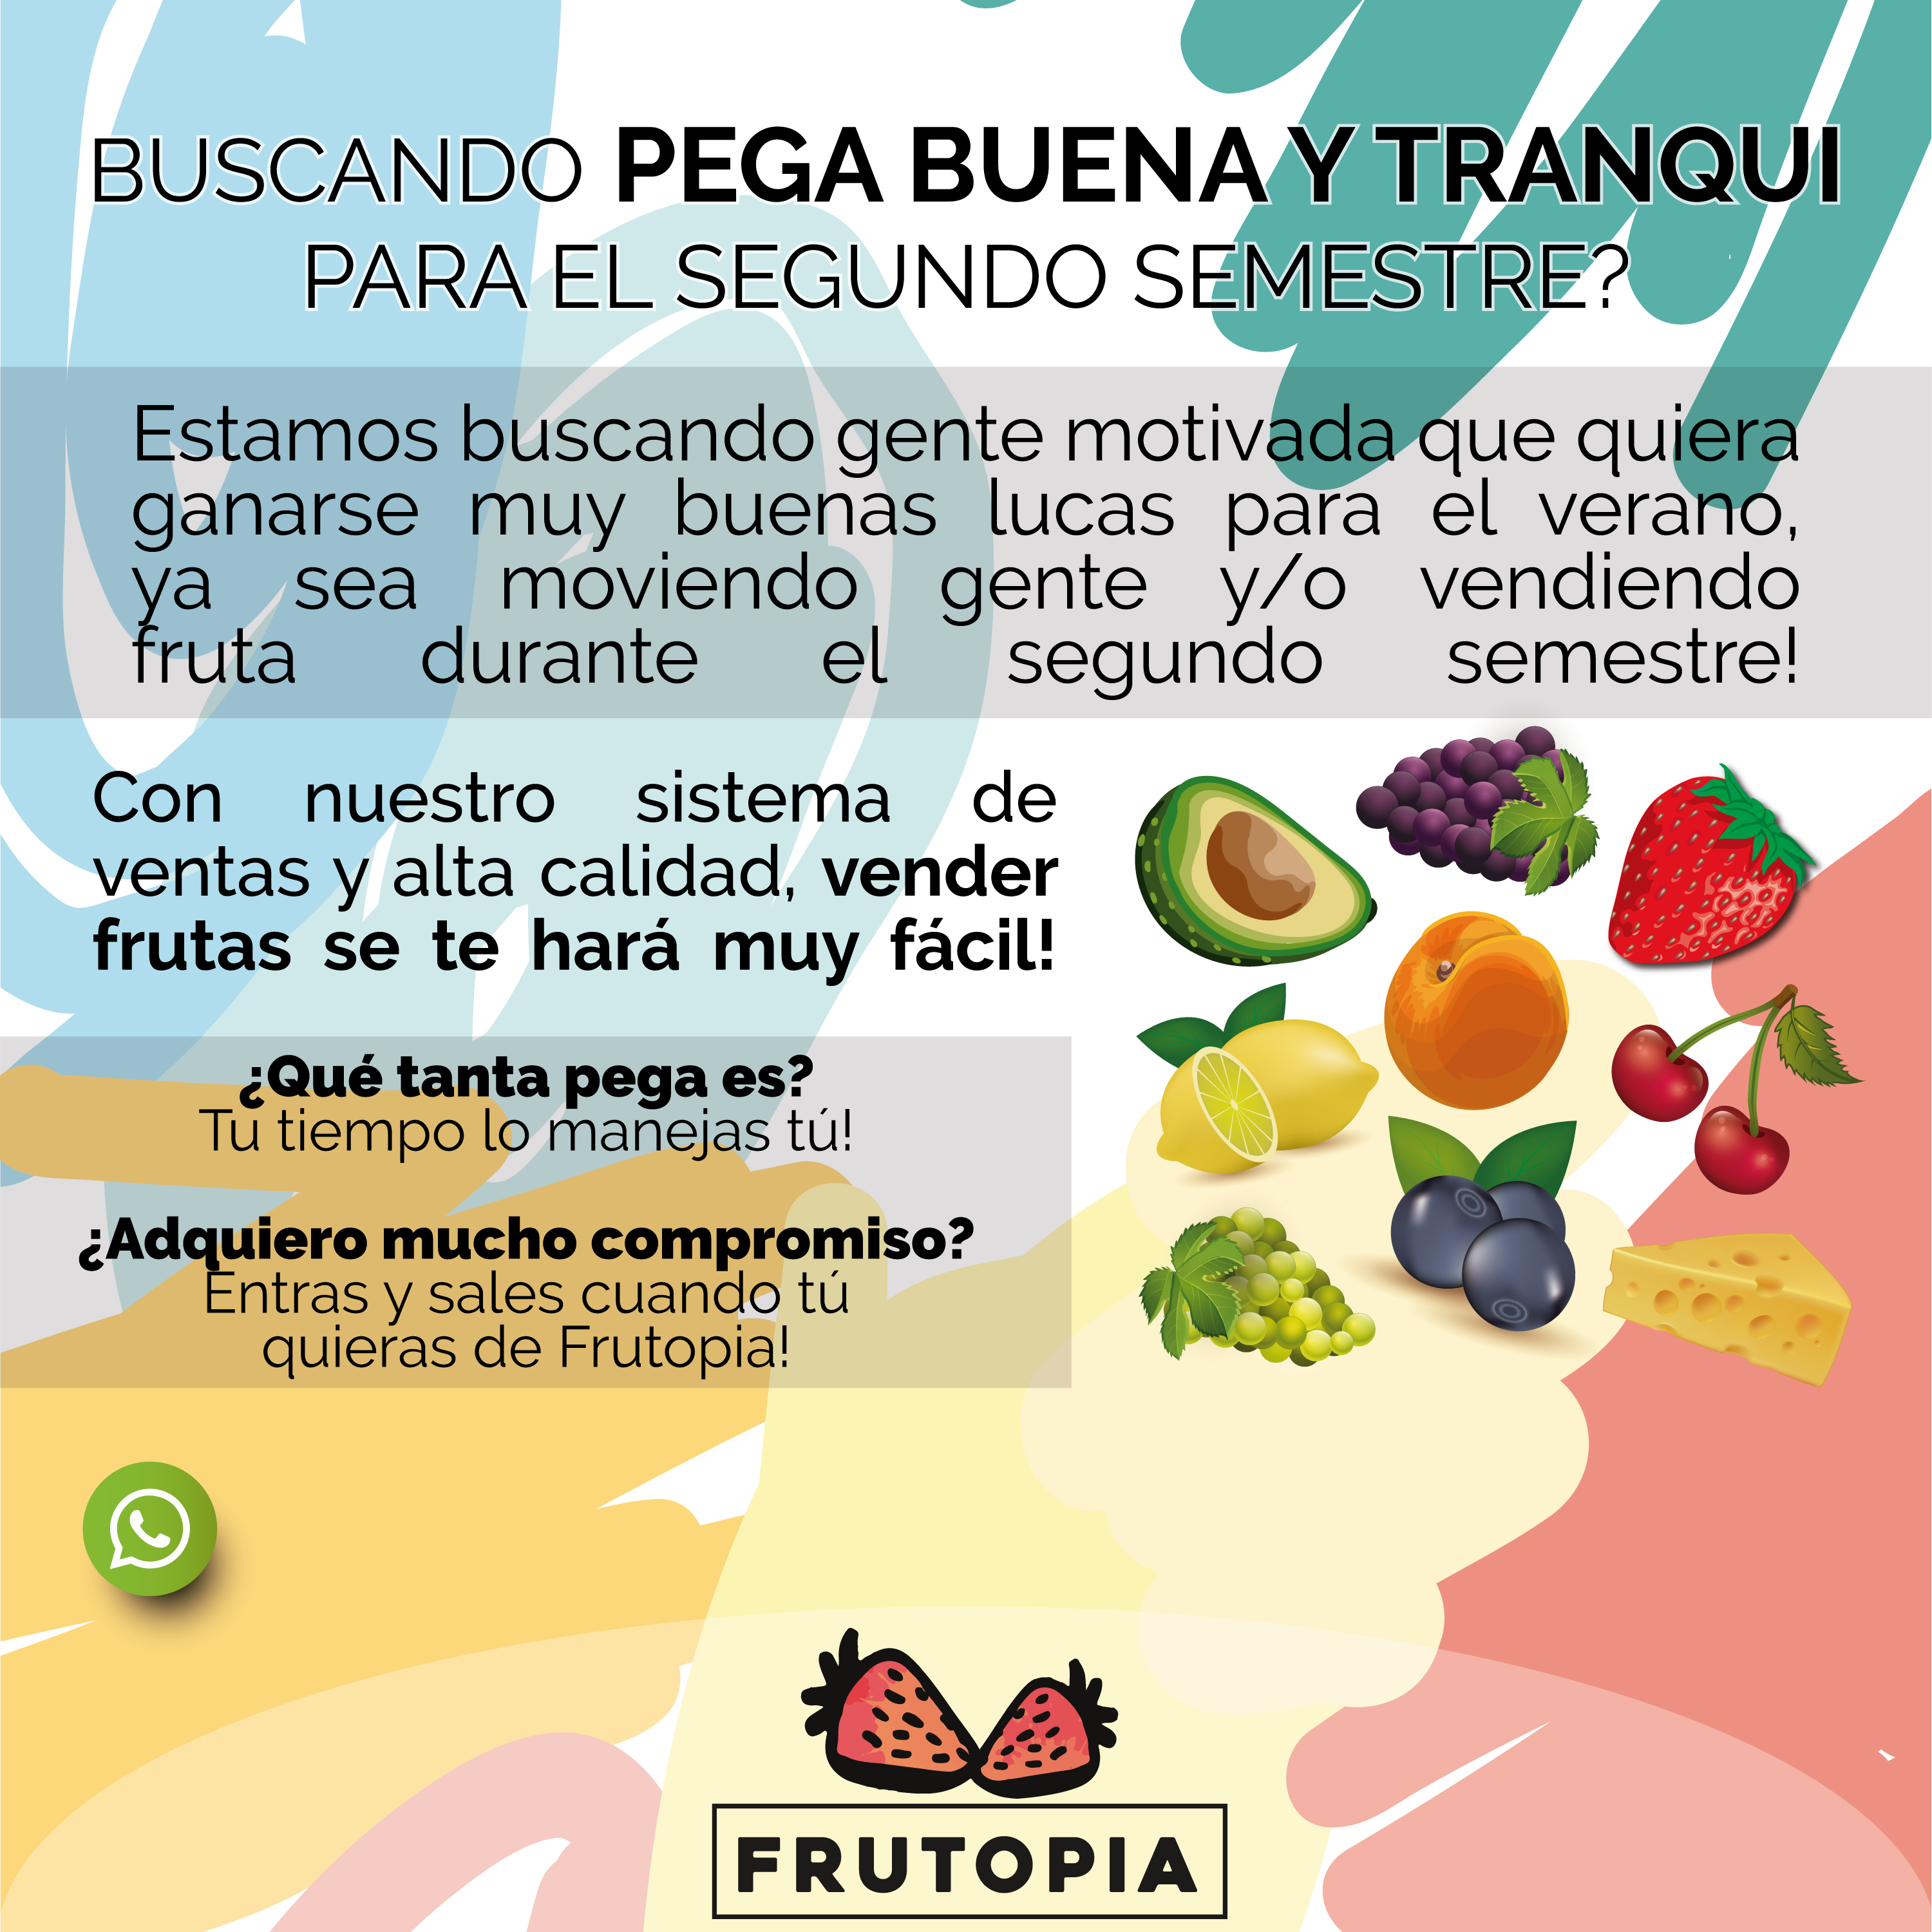 BUSCANDO PEGA BUENA Y TRANQUI
PARA EL SEGUNDO SEMESTRE?
Estamos buscando gente motivada que quiera
ganarse muy buenas lucas para el verano,
ya sea moviendo gente y/o vendiendo
fruta durante el segundo semestre!
Con nuestro sistema de
ventas y alta calidad, vender
frutas se te hará muy fácil!
¿Qué tanta pega es?
Tu tiempo lo manejas tú!
¿Adquiero mucho compromiso?
Entras y sales cuando tú
quieras de Frutopia!
FRUTOPIA